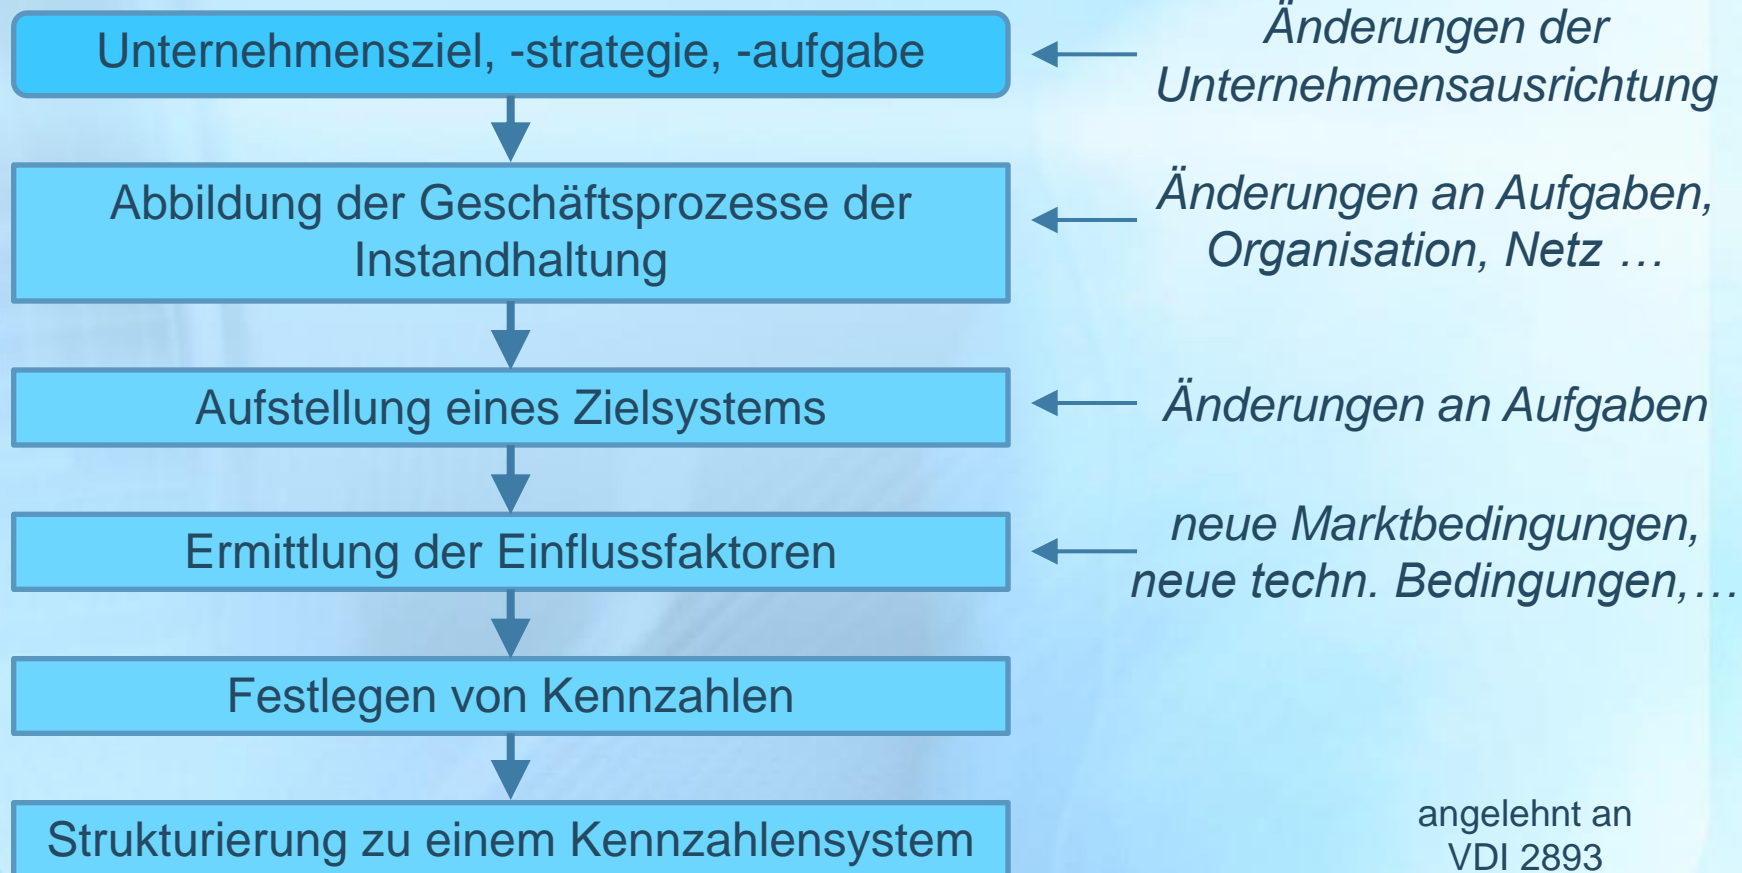 Unternehmensziel, -strategie, -aufgabe
Änderungen der
Unternehmensausrichtung
Abbildung der Geschäftsprozesse der
Instandhaltung
Änderungen an Aufgaben,
Organisation, Netz …
Aufstellung eines Zielsystems
Änderungen an Aufgaben
Ermittlung der Einflussfaktoren
neue Marktbedingungen,
neue techn. Bedingungen,…
Festlegen von Kennzahlen
Strukturierung zu einem Kennzahlensystem
angelehnt an
VDI 2893